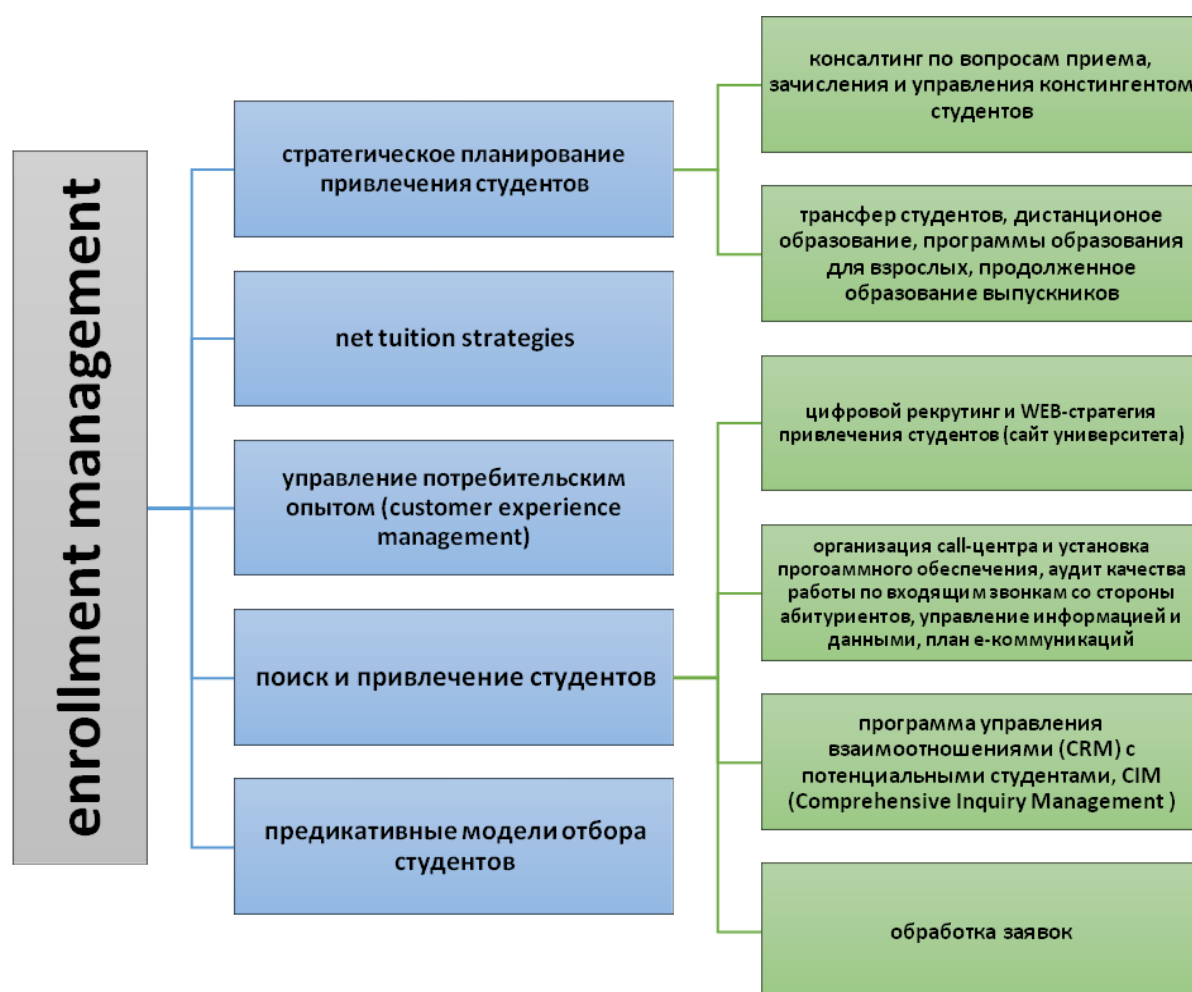 enrollment management
стратегическое планирование
привлечения студентов
net tuition strategies
управление потребительским
опытом (customer experience
management)
поиск и привлечение студентов
предикативные модели отбора
студентов
консалтинг по вопросам приема,
зачисления и управления констингентом
студентов
трансфер студентов, дистанционое
образование, программы образования
для взрослых, продолженное
образование выпускников
цифровой рекрутинг и WEB-стратегия
привлечения студентов (сайт университета)
организация call-центра и установка
прогоаммного обеспечения, аудит качества
работы по входящим звонкам со стороны
абитуриентов, управление информацией и
данными, план е-коммуникаций
программа управления
взаимоотношениями (CRM) с
потенциальными студентами, CIM
(Comprehensive Inquiry Management )
обработка заявок